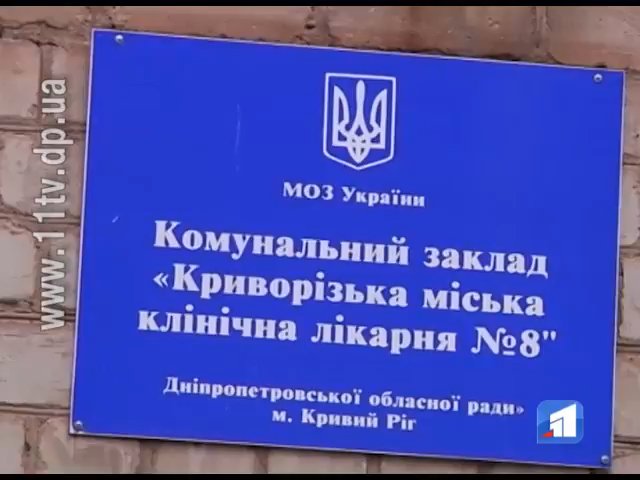 www.11tv.dp.ua
МОЗ України
Комунальний заклад
«Криворізька міська
клінічна лікарня №8"
Дніпропетровської обласної ради»
м. Кривий Ріг